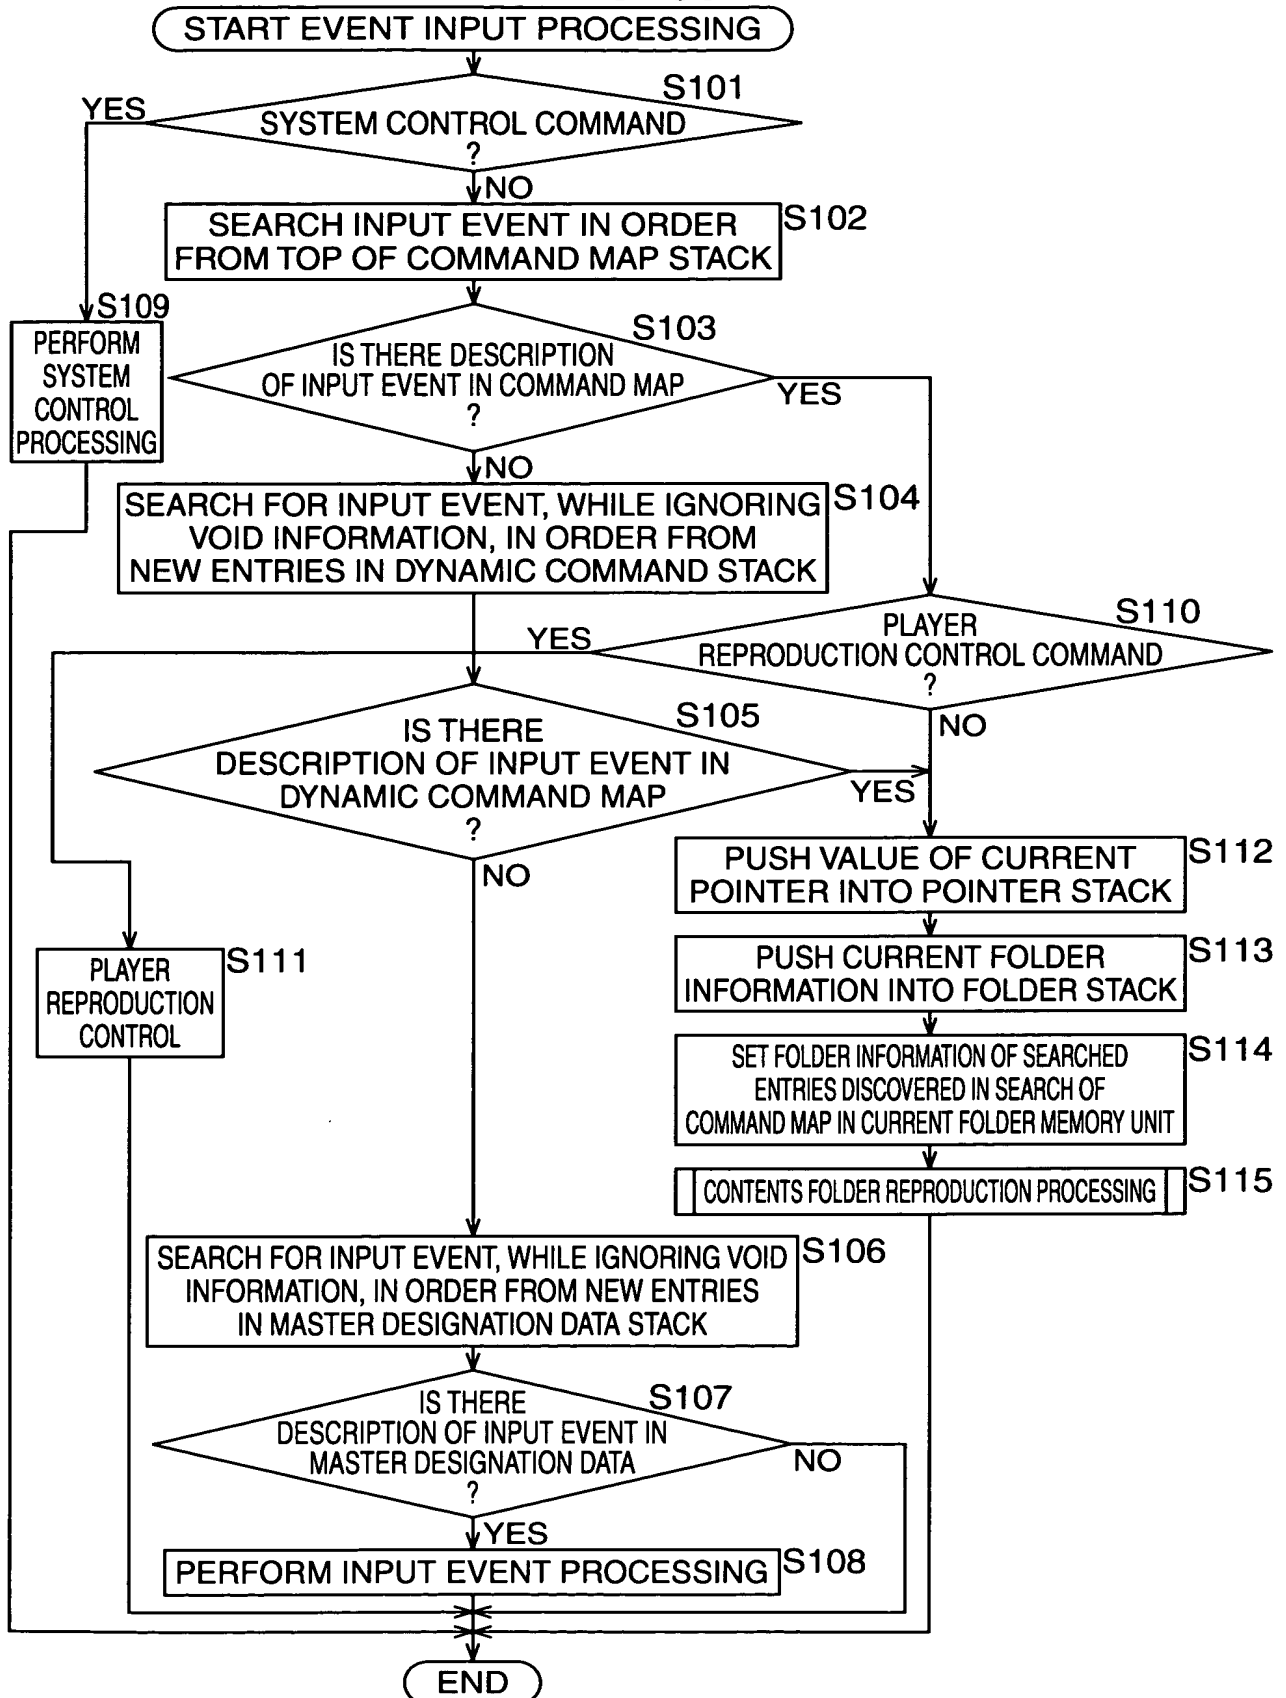 START EVENT INPUT PROCESSING
S101
YES
SYSTEM CONTROL COMMAND
?
NO
SEARCH INPUT EVENT IN ORDER
FROM TOP OF COMMAND MAP STACK
S102
S109
PERFORM
SYSTEM
CONTROL
PROCESSING
S103
IS THERE DESCRIPTION
OF INPUT EVENT IN COMMAND MAP
?
YES
NO
SEARCH FOR INPUT EVENT, WHILE IGNORING
VOID INFORMATION, IN ORDER FROM
NEW ENTRIES IN DYNAMIC COMMAND STACK
S104
S110
PLAYER
REPRODUCTION CONTROL COMMAND
?
YES
NO
S105
IS THERE
DESCRIPTION OF INPUT EVENT IN
DYNAMIC COMMAND MAP
?
YES
NO
PUSH VALUE OF CURRENT
POINTER INTO POINTER STACK
S112
PUSH CURRENT FOLDER
INFORMATION INTO FOLDER STACK
S113
PLAYER
REPRODUCTION
CONTROL
S111
SET FOLDER INFORMATION OF SEARCHED
ENTRIES DISCOVERED IN SEARCH OF
COMMAND MAP IN CURRENT FOLDER MEMORY UNIT
S114
CONTENTS FOLDER REPRODUCTION PROCESSING
S115
SEARCH FOR INPUT EVENT, WHILE IGNORING VOID
INFORMATION, IN ORDER FROM NEW ENTRIES
IN MASTER DESIGNATION DATA STACK
S106
S107
IS THERE
DESCRIPTION OF INPUT EVENT IN
MASTER DESIGNATION DATA
?
NO
YES
PERFORM INPUT EVENT PROCESSING
S108
END